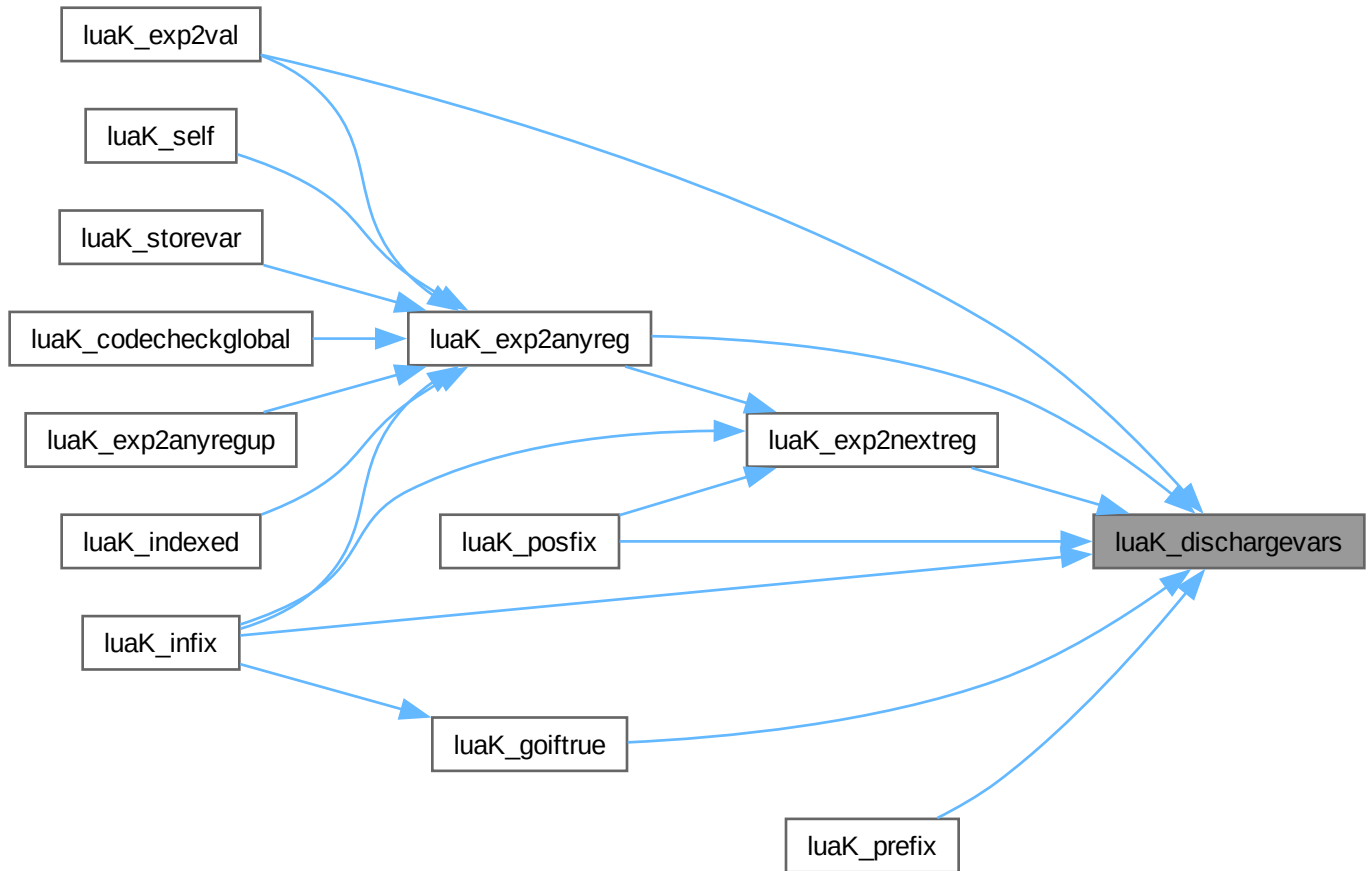 luaK_exp2val
luaK_self
luaK_storevar
luaK_codecheckglobal
luaK_exp2anyreg
luaK_exp2anyregup
luaK_exp2nextreg
luaK_indexed
luaK_posfix
luaK_dischargevars
luaK_infix
luaK_goiftrue
luaK_prefix